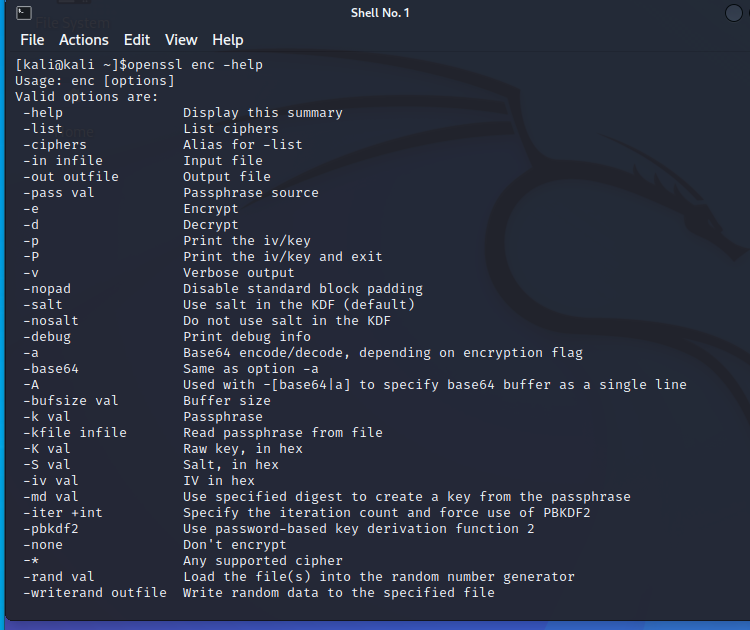 Shell No. 1
File Actions Edit View Help
[kali@kali ~]$openssl enc -help
Usage: enc [options]
Valid options are:
-help Display this summary
-list List ciphers
-ciphers Alias for -list
-in infile Input file
-out outfile Output file
-pass val Passphrase source
-e Encrypt
-d Decrypt
-p Print the iv/key
-P Print the iv/key and exit
-v Verbose output
-nopad Disable standard block padding
-salt Use salt in the KDF (default)
-nosalt Do not use salt in the KDF
-debug Print debug info
-a Base64 encode/decode, depending on encryption flag
-base64 Same as option -a
-A Used with -[base64|a] to specify base64 buffer as a single line
-bufsize val Buffer size
-k val Passphrase
-kfile infile Read passphrase from file
-K val Raw key, in hex
-S val Salt, in hex
-iv val IV in hex
-md val Use specified digest to create a key from the passphrase
-iter +int Specify the iteration count and force use of PBKDF2
-pbkdf2 Use password-based key derivation function 2
-none Don't encrypt
-* Any supported cipher
-rand val Load the file(s) into the random number generator
-writerand outfile Write random data to the specified file